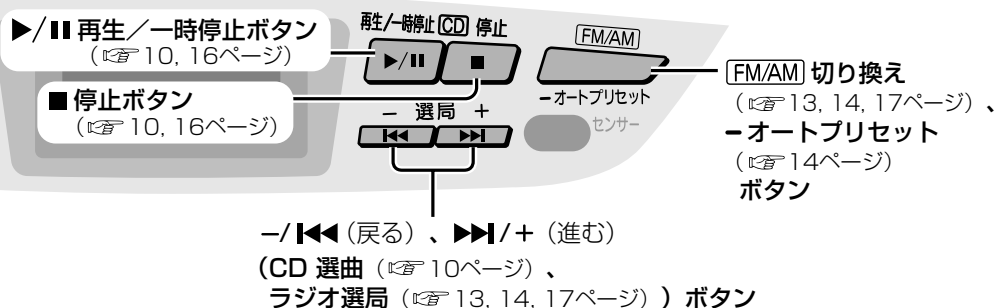 ▶/❚❚ 再生／一時停止ボタン
（☞10, 16ページ）
■ 停止ボタン
（☞10, 16ページ）
再生/一時停止 CD 停止
▶/❚❚ ■
FM/AM
－オートプリセット
センサー
－ 選局 ＋
⏮ ⏭
FM/AM 切り換え
（☞13, 14, 17ページ）、
－オートプリセット
（☞14ページ）
ボタン
－/⏮（戻る）、⏭/＋（進む）
（CD 選曲（☞10ページ）、
ラジオ選局（☞13, 14, 17ページ））ボタン